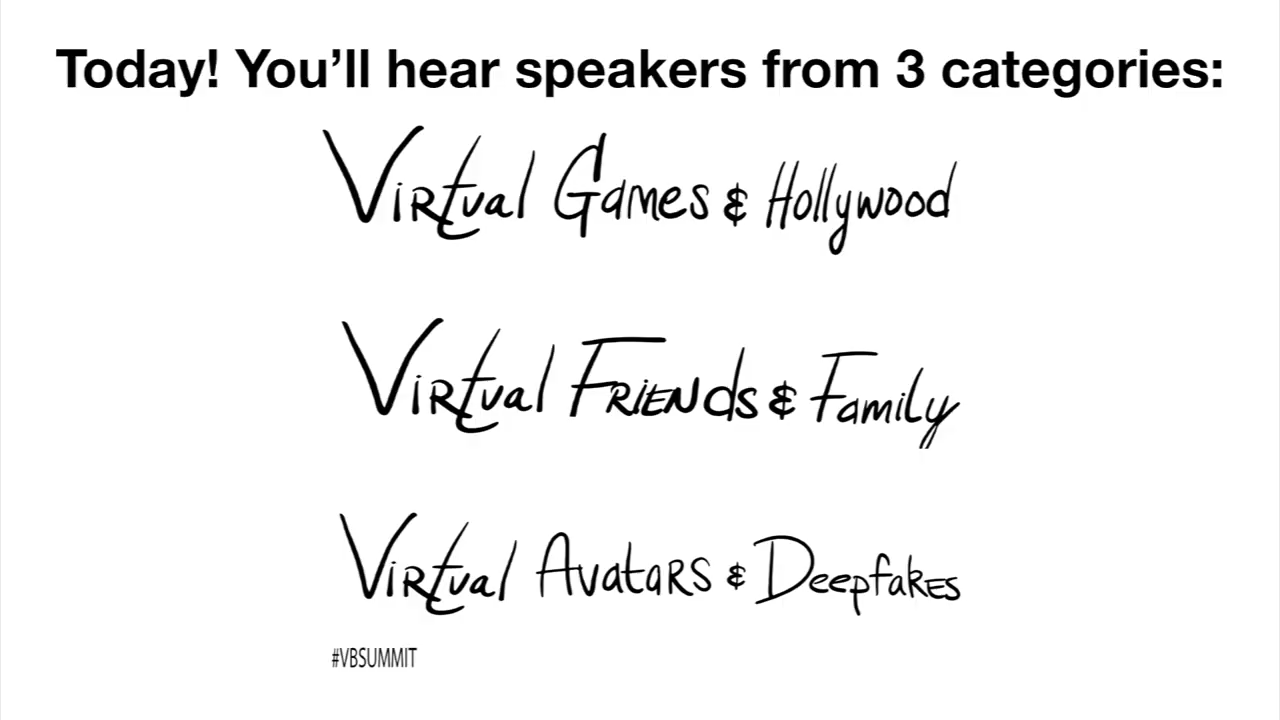 Today! You’ll hear speakers from 3 categories:
Virtual Games & Hollywood
Virtual Friends & Family
Virtual Avatars & Deepfakes
#VBSUMMIT